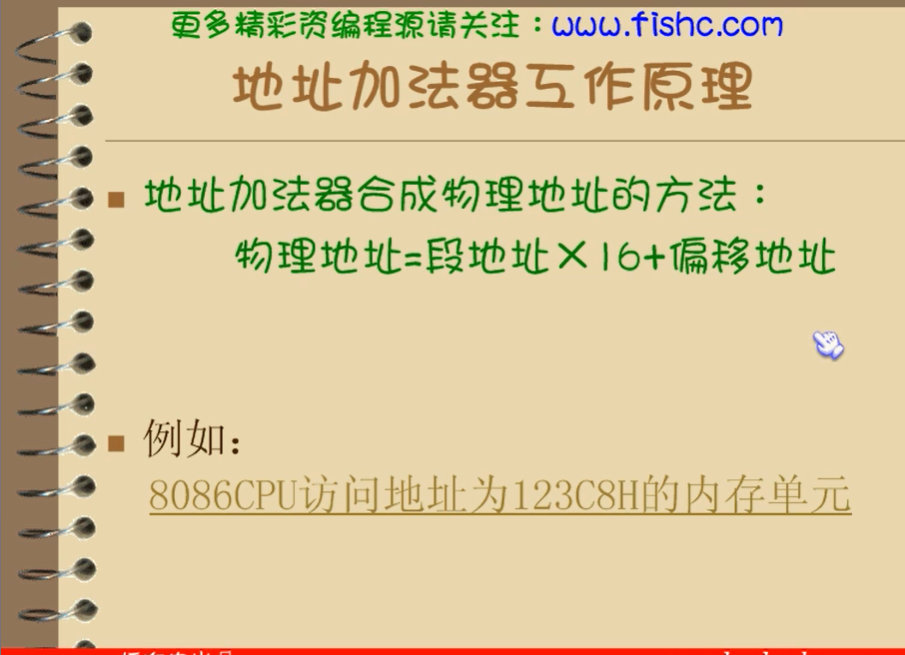 更多精彩资编程源请关注：www.fishc.com
地址加法器工作原理
地址加法器合成物理地址的方法：
物理地址=段地址×16+偏移地址
例如：
8086CPU访问地址为123C8H的内存单元